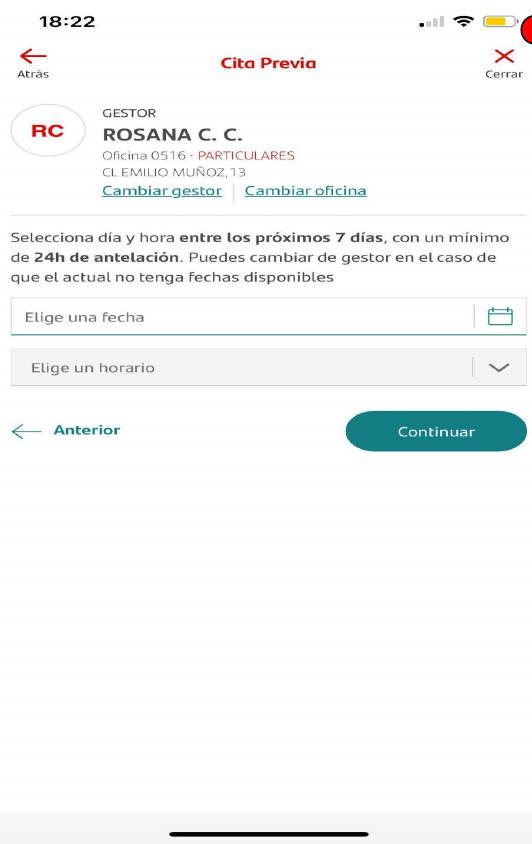 18:22
Atrás
Cita Previa
Cerrar
RC
GESTOR
ROSANA C. C.
Oficina 0516 · PARTICULARES
CL EMILIO MUÑOZ,13
Cambiar gestor
Cambiar oficina
Selecciona día y hora entre los próximos 7 días, con un mínimo
de 24h de antelación. Puedes cambiar de gestor en el caso de
que el actual no tenga fechas disponibles
Elige una fecha
Elige un horario
Anterior
Continuar